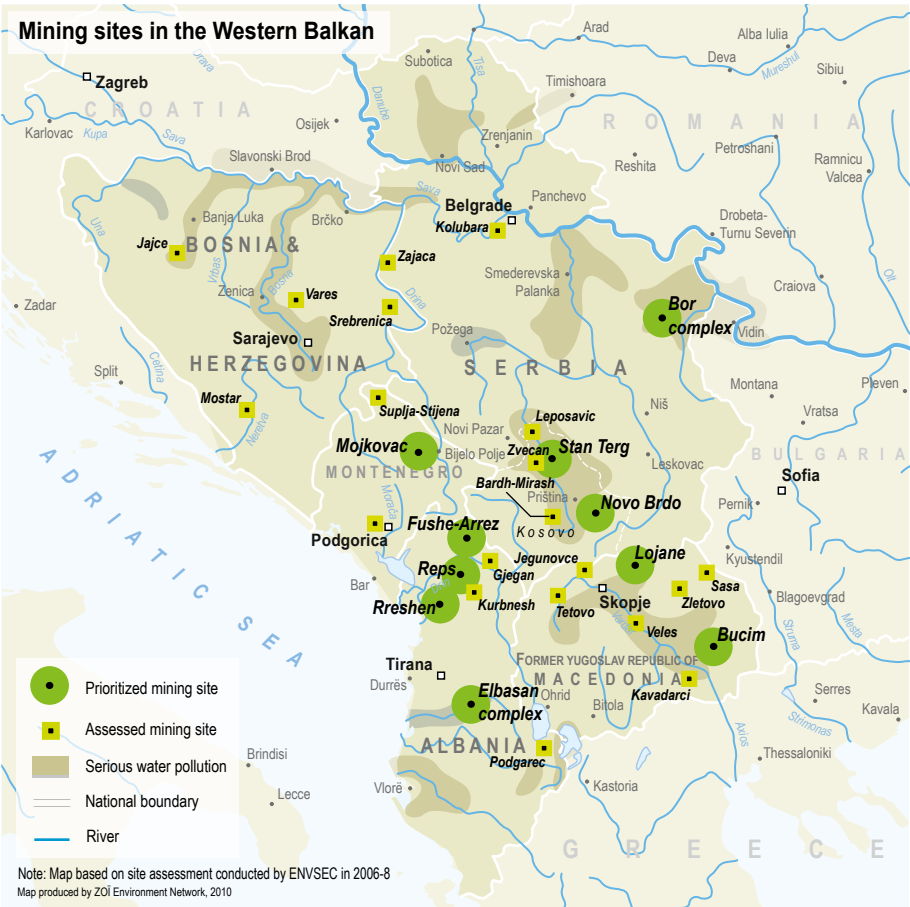 Mining sites in the Western Balkan
Arad
Alba Iulia
Subotica
Tisa
Deva
Mureshul
Sibiu
Drava
Zagreb
Timishoara
CROATIA
Danube
Osijek
Zrenjanin
ROMANIA
Karlovac
Kupa
Sava
Petroshani
Slavonski Brod
Novi Sad
Reshita
Ramnicu
Valcea
Sava
Belgrade
Panchevo
Una
Banja Luka
Brčko
Kolubara
Drobeta-
Turnu Severin
Jajce
BOSNIA &
Zajaca
Vrbas
Bosna
Smederevska
Palanka
Olt
Craiova
Zenica
Vares
Drina
Zadar
Srebrenica
Bor
complex
Požega
Vidin
Sarajevo
HERZEGOVINA
SERBIA
Split
Cetina
Montana
Pleven
Mostar
Suplja-Stijena
Niš
Vratsa
Neretva
Leposavic
Novi Pazar
Mojkovac
Bijelo Polje
Zvecan
Stan Terg
Leskovac
BULGARIA
MONTENEGRO
Bardh-Mirash
Sofia
Priština
Morača
Novo Brdo
Pernik
Podgorica
Fushe-Arrez
Kosovo
Lojane
Jegunovce
Kyustendil
Reps
Gjegan
Bar
Drin
Sasa
Kurbnesh
Tetovo
Skopje
Zletovo
Blagoevgrad
Rreshen
Vardar
Veles
Struma
Mesta
Bucim
ADRIATIC SEA
Tirana
FORMER YUGOSLAV REPUBLIC OF
MACEDONIA
Durrës
Kavadarci
Elbasan
complex
Ohrid
Bitola
Serres
Kavala
Strimonas
Axios
ALBANIA
Podgarec
Thessaloniki
Brindisi
Vlorë
Kastoria
Lecce
GREECE
Prioritized mining site
Assessed mining site
Serious water pollution
National boundary
River
Note: Map based on site assessment conducted by ENVSEC in 2006-8
Map produced by ZOÏ Environment Network, 2010